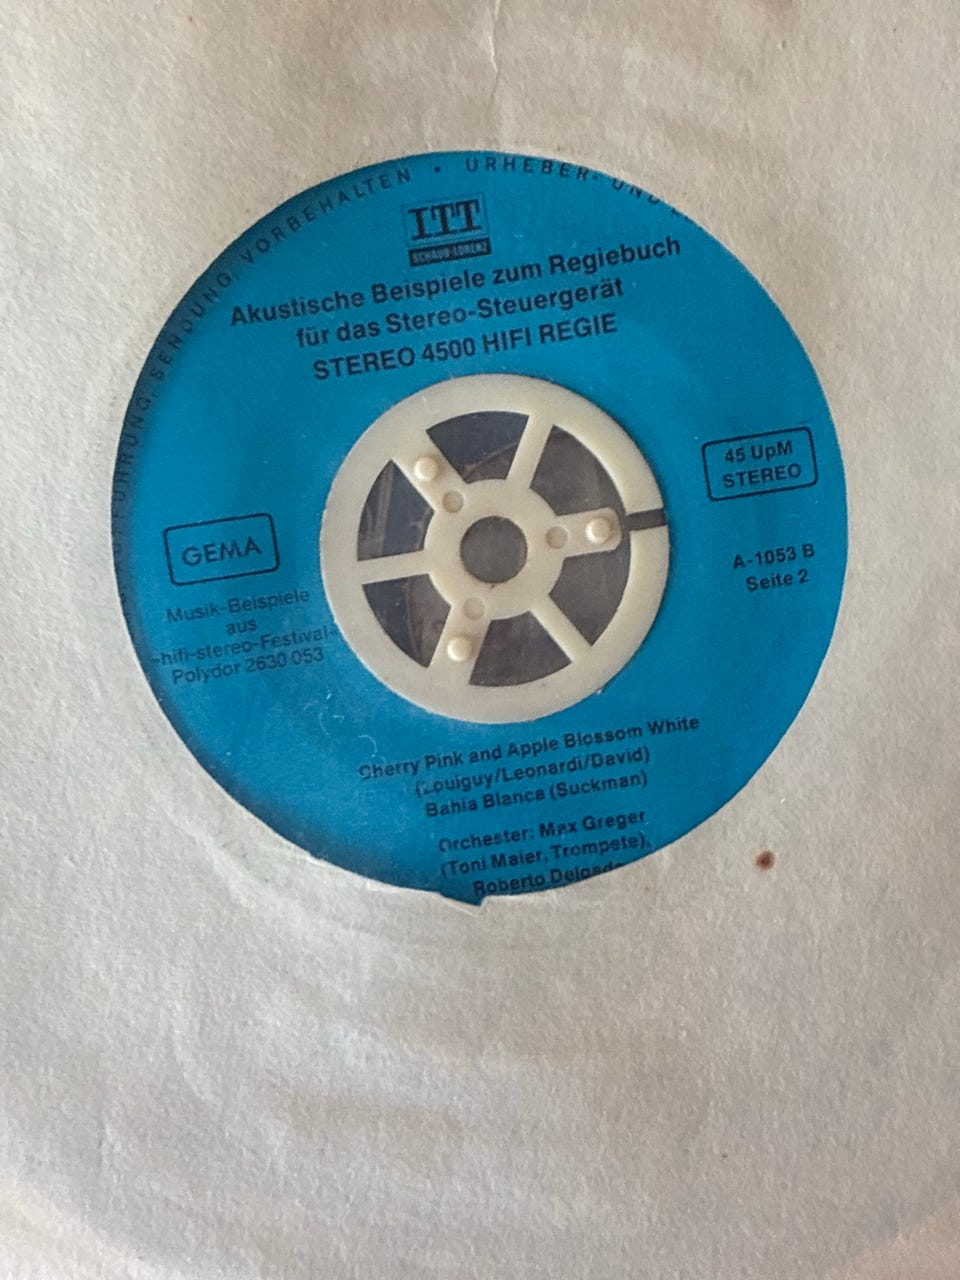 VORBEHALTEN • URHEBER- UND
SENDUNG,
ITT
SCHAUB-LORENZ
Akustische Beispiele zum Regiebuch
für das Stereo-Steuergerät
STEREO 4500 HIFI REGIE
45 UpM
STEREO
A-1053 B
Seite 2
GEMA
Musik-Beispiele
aus
»hifi-stereo-Festival«
Polydor 2630 053
Cherry Pink and Apple Blossom White
(Louiguy/Leonardi/David)
Bahia Blanca (Suckman)
Orchester: Max Greger
(Toni Maier, Trompete),
Roberto Delgado